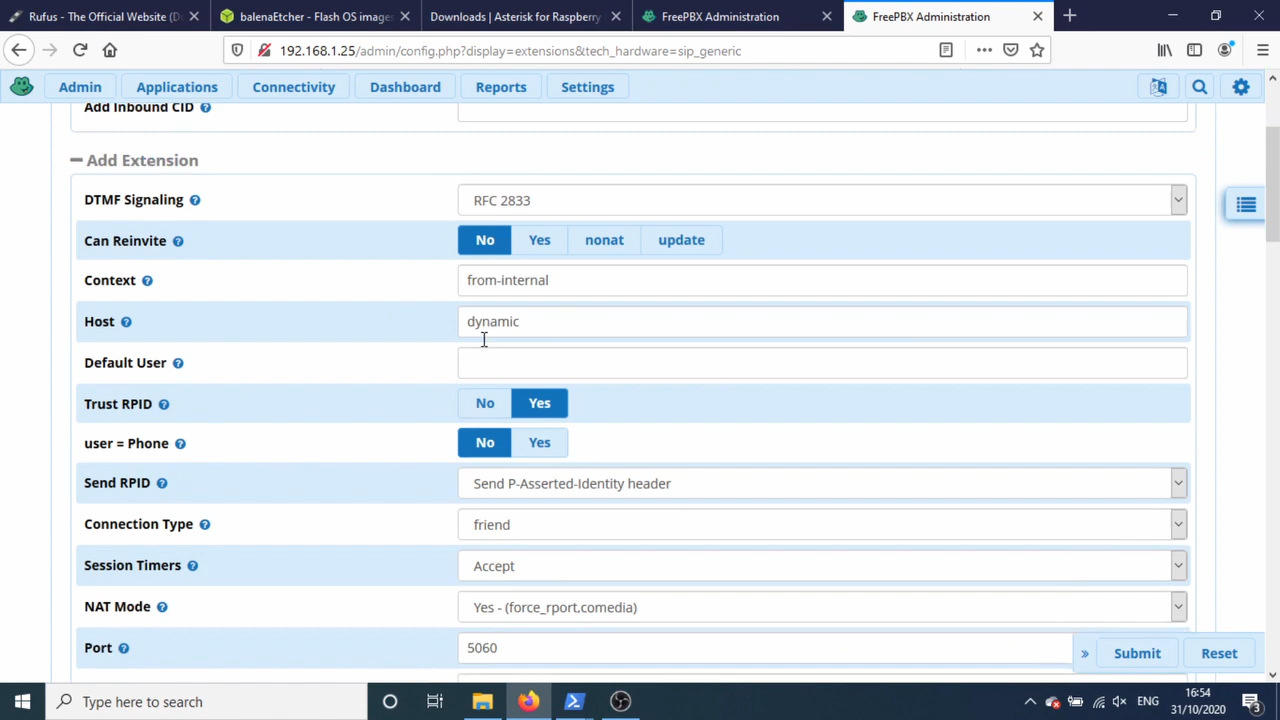 Rufus - The Official Website (D
balenaEtcher - Flash OS images
Downloads | Asterisk for Raspberry
FreePBX Administration
FreePBX Administration
192.168.1.25/admin/config.php?display=extensions&tech_hardware=sip_generic
Admin
Applications
Connectivity
Dashboard
Reports
Settings
Add Inbound CID
Add Extension
DTMF Signaling
RFC 2833
Can Reinvite
No
Yes
nonat
update
Context
from-internal
Host
dynamic
Default User
Trust RPID
No
Yes
user = Phone
No
Yes
Send RPID
Send P-Asserted-Identity header
Connection Type
friend
Session Timers
Accept
NAT Mode
Yes - (force_rport,comedia)
Port
5060
» Submit
Reset
Type here to search
ENG
16:54
31/10/2020
3